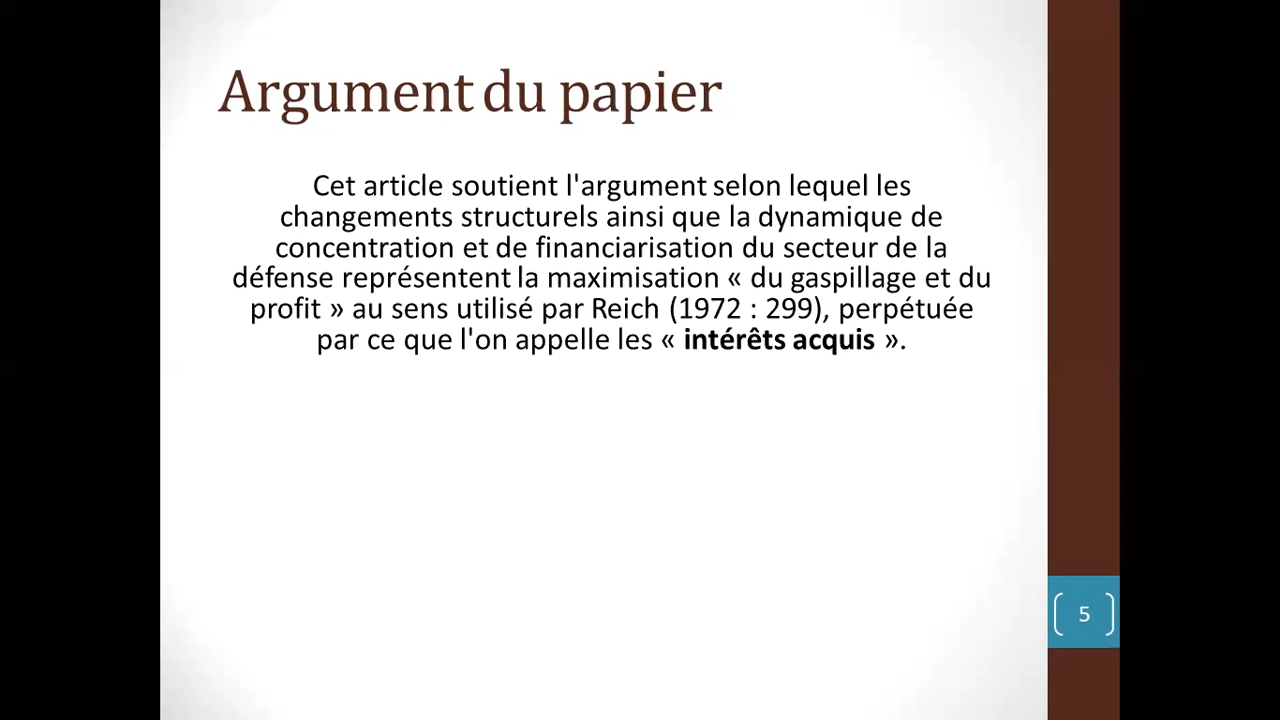 Argument du papier
Cet article soutient l'argument selon lequel les
changements structurels ainsi que la dynamique de
concentration et de financiarisation du secteur de la
défense représentent la maximisation « du gaspillage et du
profit » au sens utilisé par Reich (1972 : 299), perpétuée
par ce que l'on appelle les « intérêts acquis ».
5